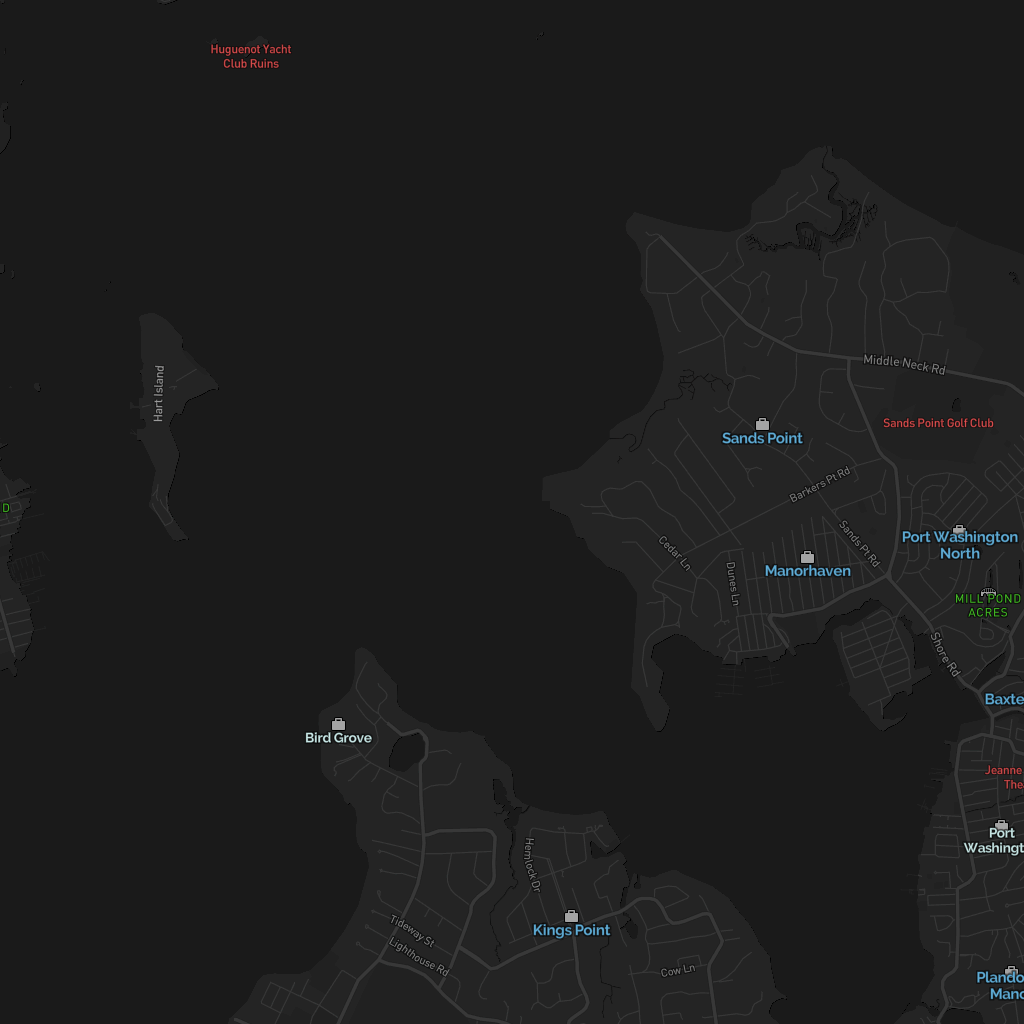 Huguenot Yacht
Club Ruins
Middle Neck Rd
Hart Island
Sands Point Golf Club
Sands Point
Barkers Pt Rd
D
Sands Pt Rd
Port Washington
North
Cedar Ln
Manorhaven
Dunes Ln
MILL POND
ACRES
Shore Rd
Baxte
Bird Grove
Jeanne
The
Port
Washingt
Hemlock Dr
Kings Point
Tideway St
Lighthouse Rd
Cow Ln
Plando
Mano